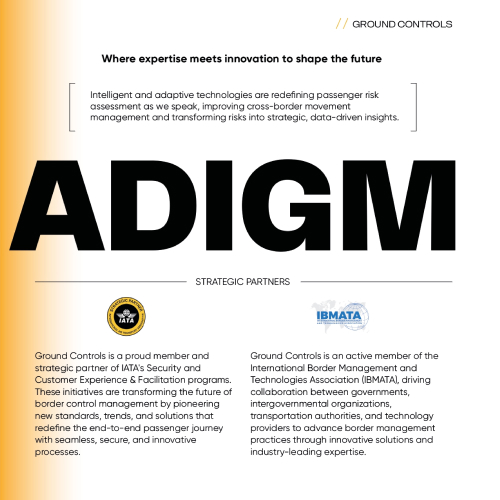 // GROUND CONTROLS
Where expertise meets innovation to shape the future
Intelligent and adaptive technologies are redefining passenger risk
assessment as we speak, improving cross-border movement
management and transforming risks into strategic, data-driven insights.
ADIGM
STRATEGIC PARTNERS
STRATEGIC PARTNER
IATA
IBMATA
Ground Controls is a proud member and
strategic partner of IATA's Security and
Customer Experience & Facilitation programs.
These initiatives are transforming the future of
border control management by pioneering
new standards, trends, and solutions that
redefine the end-to-end passenger journey
with seamless, secure, and innovative
processes.
Ground Controls is an active member of the
International Border Management and
Technologies Association (IBMATA), driving
collaboration between governments,
intergovernmental organizations,
transportation authorities, and technology
providers to advance border management
practices through innovative solutions and
industry-leading expertise.